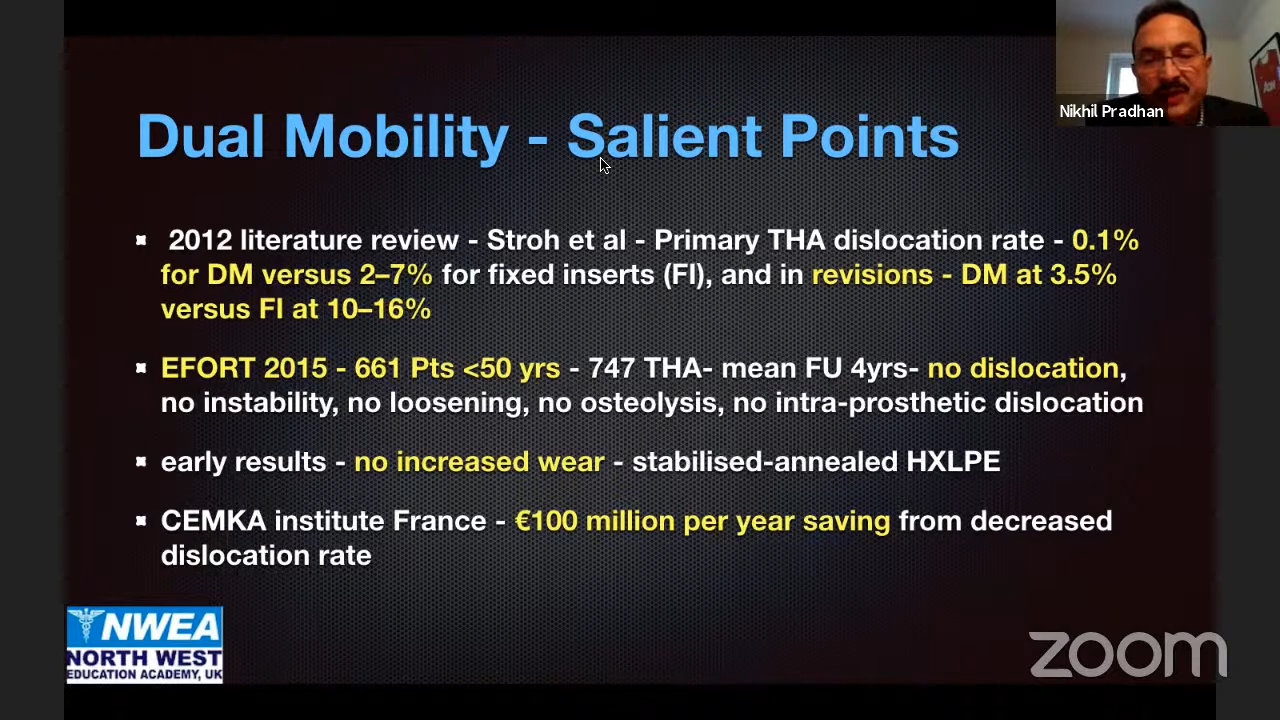 Nikhil Pradhan
Dual Mobility - Salient Points
2012 literature review - Stroh et al - Primary THA dislocation rate - 0.1%
for DM versus 2–7% for fixed inserts (FI), and in revisions - DM at 3.5%
versus FI at 10–16%
EFORT 2015 - 661 Pts <50 yrs - 747 THA- mean FU 4yrs- no dislocation,
no instability, no loosening, no osteolysis, no intra-prosthetic dislocation
early results - no increased wear - stabilised-annealed HXLPE
CEMKA institute France - €100 million per year saving from decreased
dislocation rate
NWEA
NORTH WEST
EDUCATION ACADEMY, UK
zoom